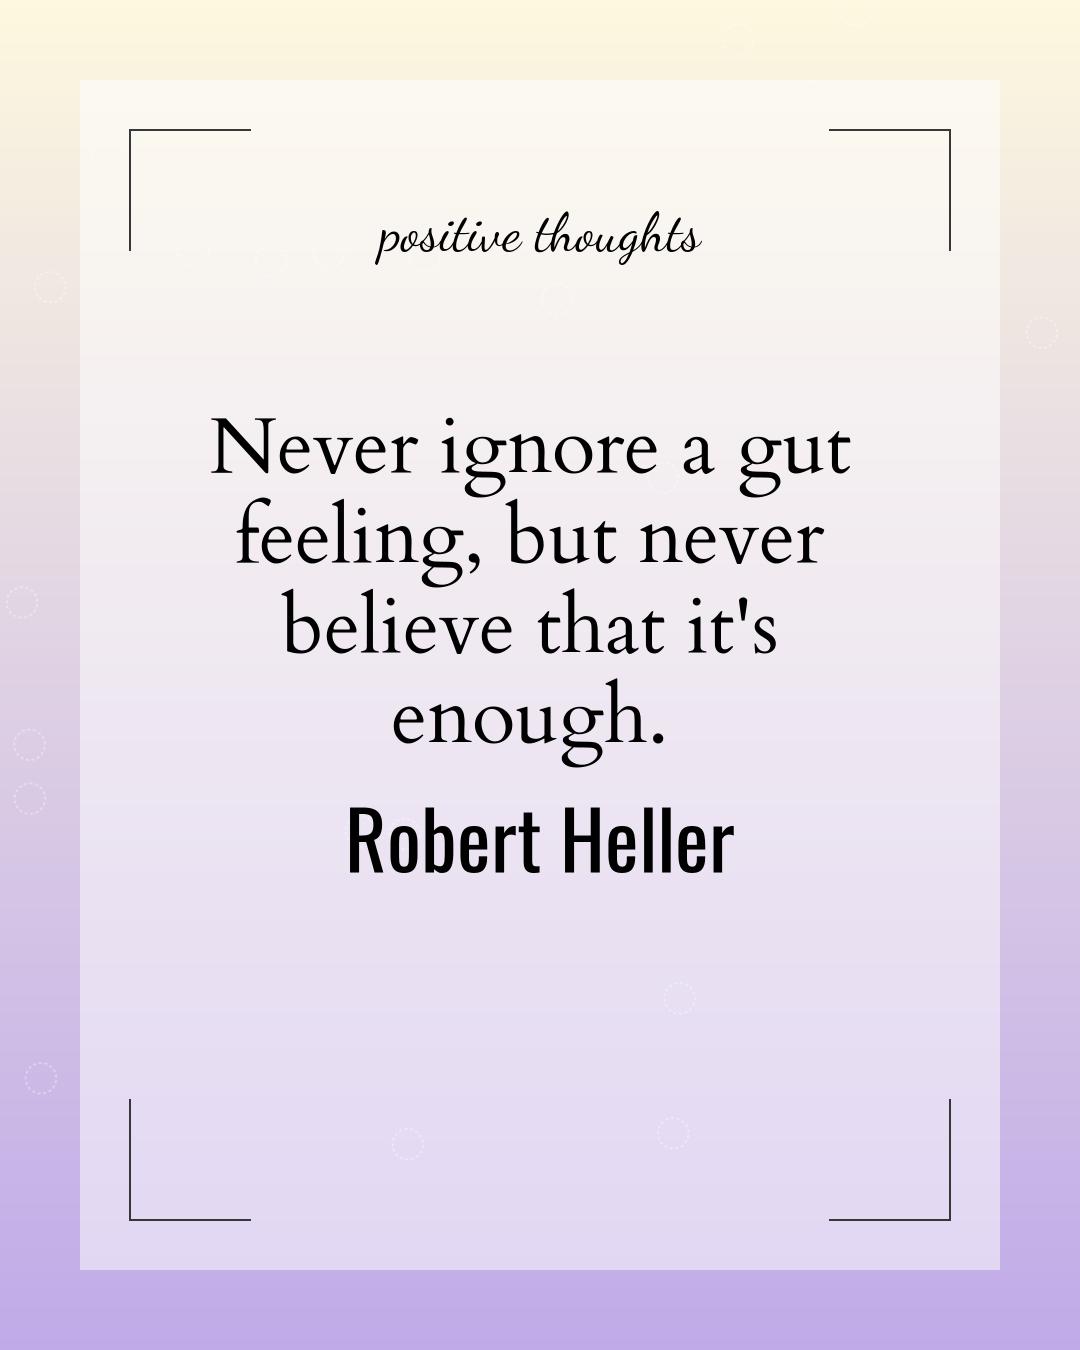 positive thoughts
Never ignore a gut
feeling, but never
believe that it's
enough.
Robert Heller